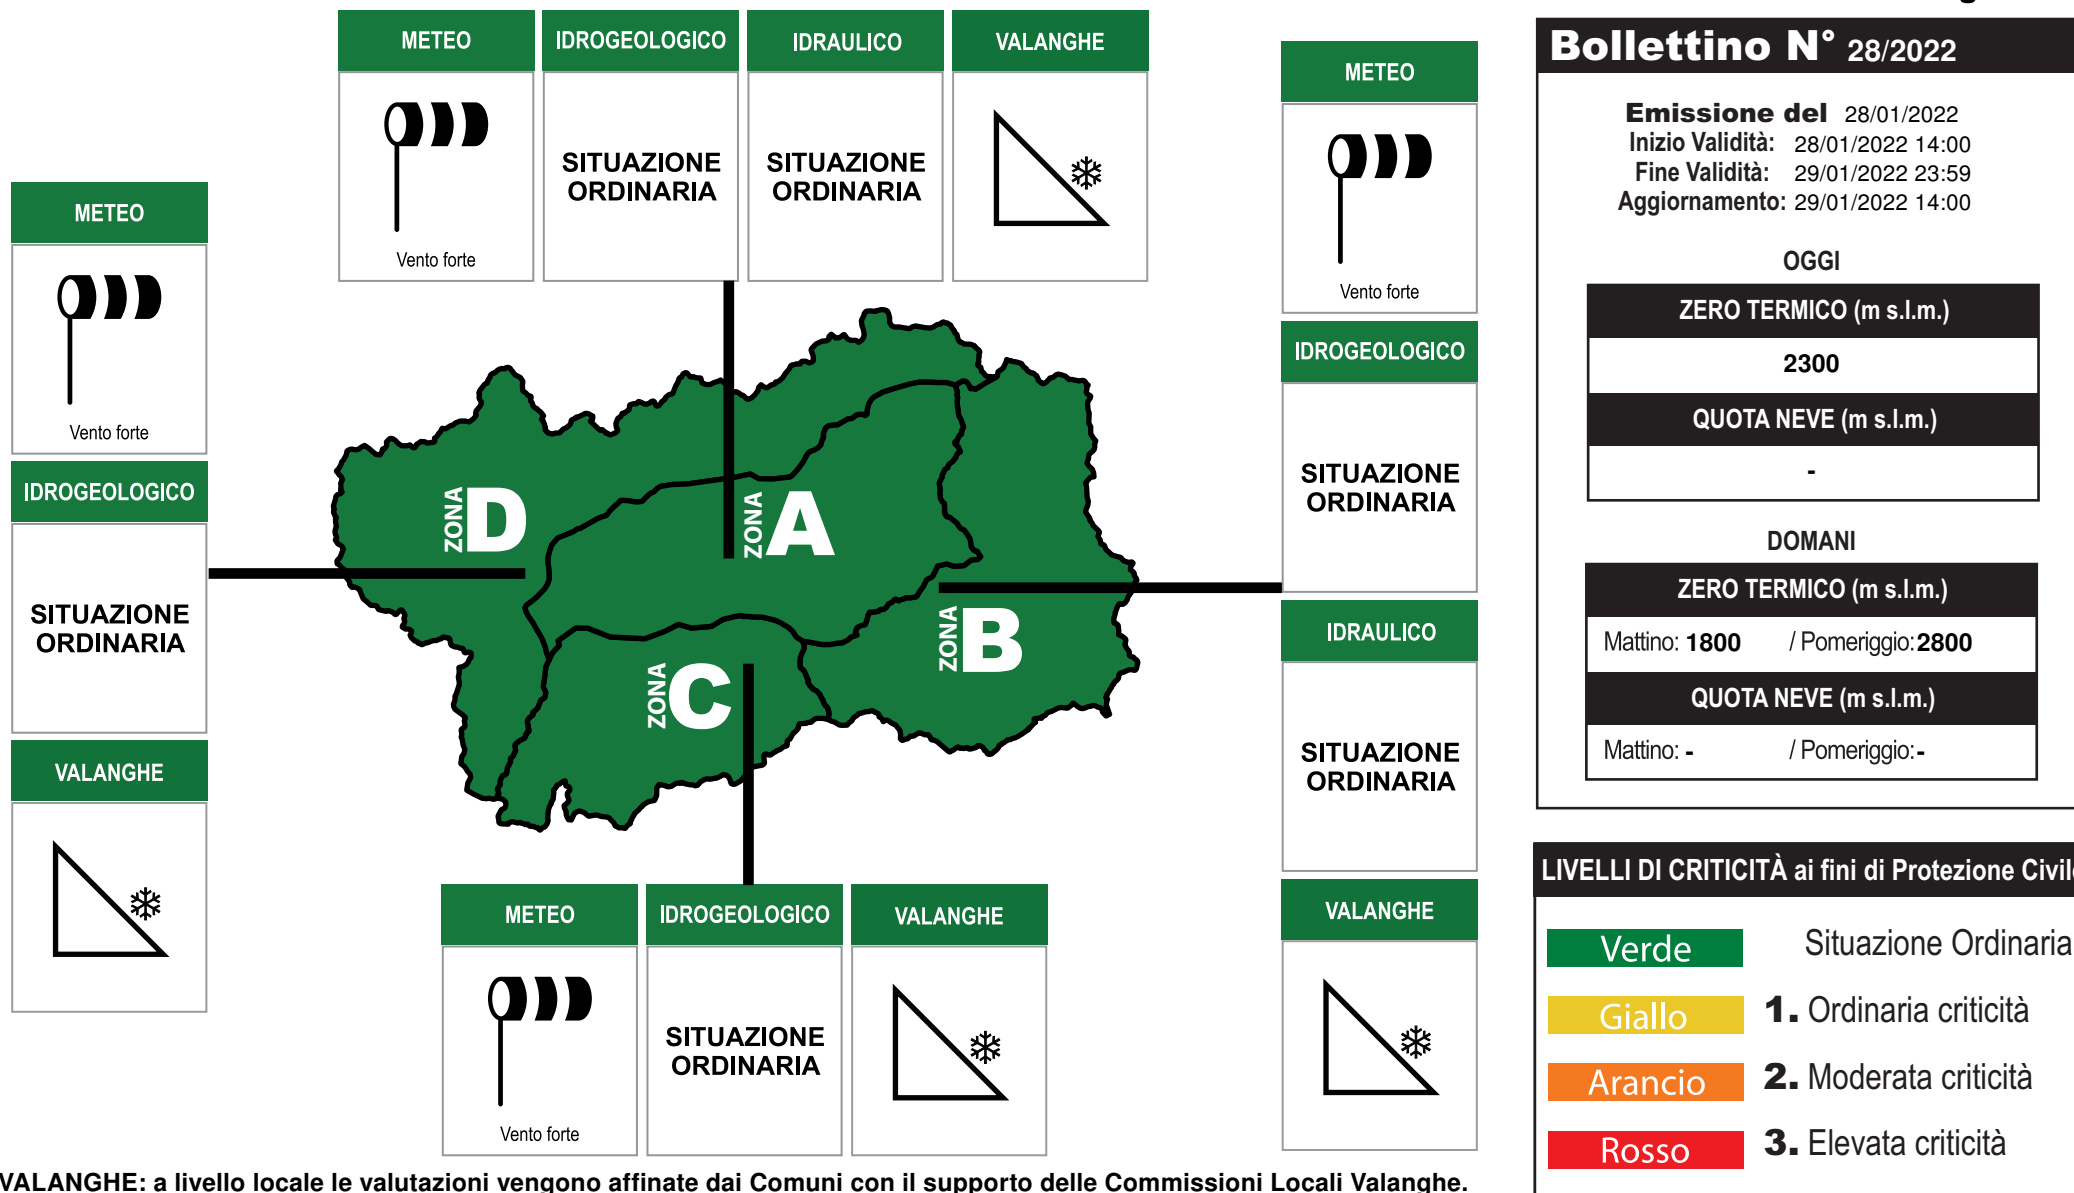 METEO
IDROGEOLOGICO
IDRAULICO
VALANGHE
Vento forte
SITUAZIONE
ORDINARIA
SITUAZIONE
ORDINARIA
METEO
Vento forte
IDROGEOLOGICO
SITUAZIONE
ORDINARIA
VALANGHE
METEO
Vento forte
IDROGEOLOGICO
SITUAZIONE
ORDINARIA
IDRAULICO
SITUAZIONE
ORDINARIA
VALANGHE
ZONA D
ZONA A
ZONA B
ZONA C
METEO
IDROGEOLOGICO
VALANGHE
Vento forte
SITUAZIONE
ORDINARIA
VALANGHE: a livello locale le valutazioni vengono affinate dai Comuni con il supporto delle Commissioni Locali Valanghe.
Bollettino N° 28/2022
Emissione del 28/01/2022
Inizio Validità: 28/01/2022 14:00
Fine Validità: 29/01/2022 23:59
Aggiornamento: 29/01/2022 14:00
OGGI
ZERO TERMICO (m s.l.m.)
2300
QUOTA NEVE (m s.l.m.)
-
DOMANI
ZERO TERMICO (m s.l.m.)
Mattino: 1800 / Pomeriggio: 2800
QUOTA NEVE (m s.l.m.)
Mattino: - / Pomeriggio: -
LIVELLI DI CRITICITÀ ai fini di Protezione Civile
Verde Situazione Ordinaria
Giallo 1. Ordinaria criticità
Arancio 2. Moderata criticità
Rosso 3. Elevata criticità